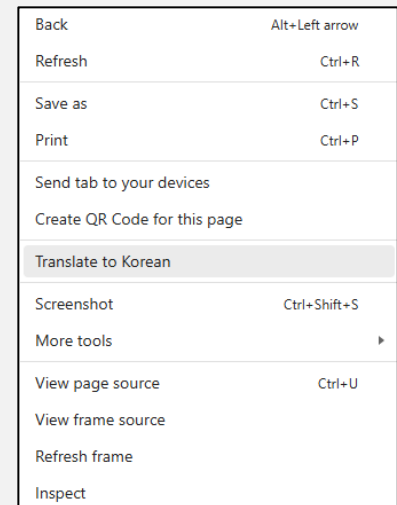 Back Alt+Left arrow
Refresh Ctrl+R
Save as Ctrl+S
Print Ctrl+P
Send tab to your devices
Create QR Code for this page
Translate to Korean
Screenshot Ctrl+Shift+S
More tools
View page source Ctrl+U
View frame source
Refresh frame
Inspect